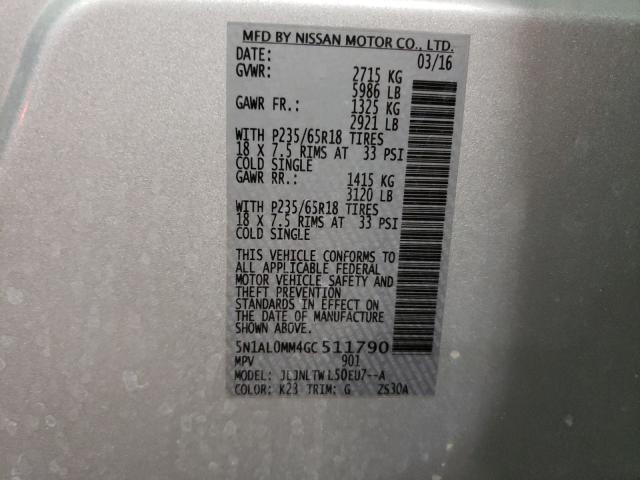 MFD BY NISSAN MOTOR CO., LTD.
DATE: 03/16
GVWR: 2715 KG
5986 LB
GAWR FR.: 1325 KG
2921 LB
WITH P235/65R18 TIRES
18 X 7.5 RIMS AT 33 PSI
COLD SINGLE
GAWR RR.: 1415 KG
3120 LB
WITH P235/65R18 TIRES
18 X 7.5 RIMS AT 33 PSI
COLD SINGLE
THIS VEHICLE CONFORMS TO
ALL APPLICABLE FEDERAL
MOTOR VEHICLE SAFETY AND
THEFT PREVENTION
STANDARDS IN EFFECT ON
THE DATE OF MANUFACTURE
SHOWN ABOVE.
5N1AL0MM4GC511790
MPV 901
MODEL: JLJNLTW L50EU7--A
COLOR: K23 TRIM: G ZS30A